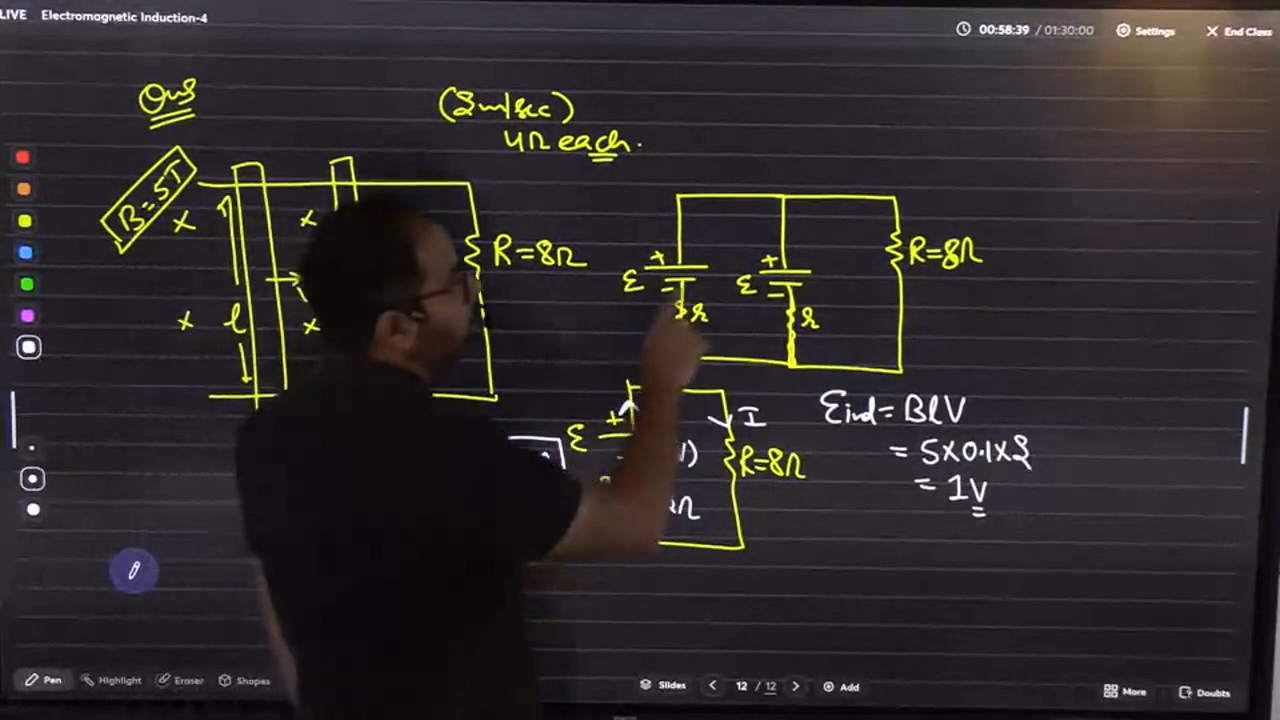 LIVE Electromagnetic Induction-4
00:58:39 / 01:30:00 Settings End Class
Ques
(2m/sec)
4Ω each.
B=5T
R=8Ω
l
+
ε
-
r
+
ε
-
r
R=8Ω
+
ε
I
R=8Ω
εind = BlV
= 5×0.1×2
= 1V
Pen Highlight Eraser Shapes Slides 12 / 12 Add More Doubts